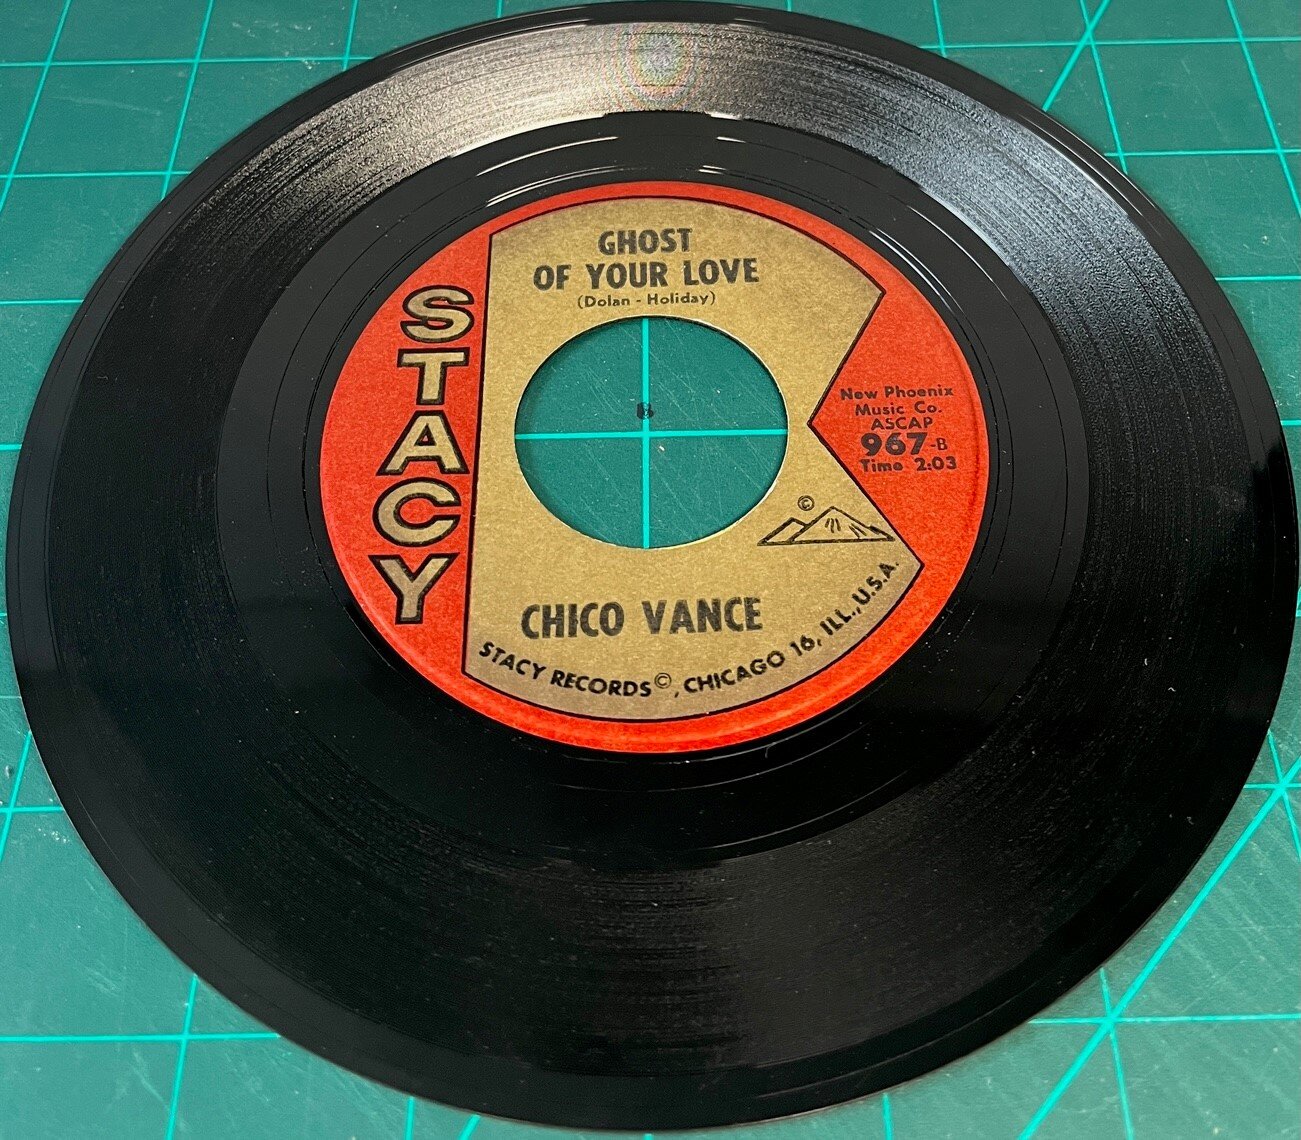 GHOST
OF YOUR LOVE
(Dolan - Holiday)
STACY
New Phoenix
Music Co.
ASCAP
967-B
Time 2:03
©
CHICO VANCE
STACY RECORDS©, CHICAGO 16, ILL., U.S.A.